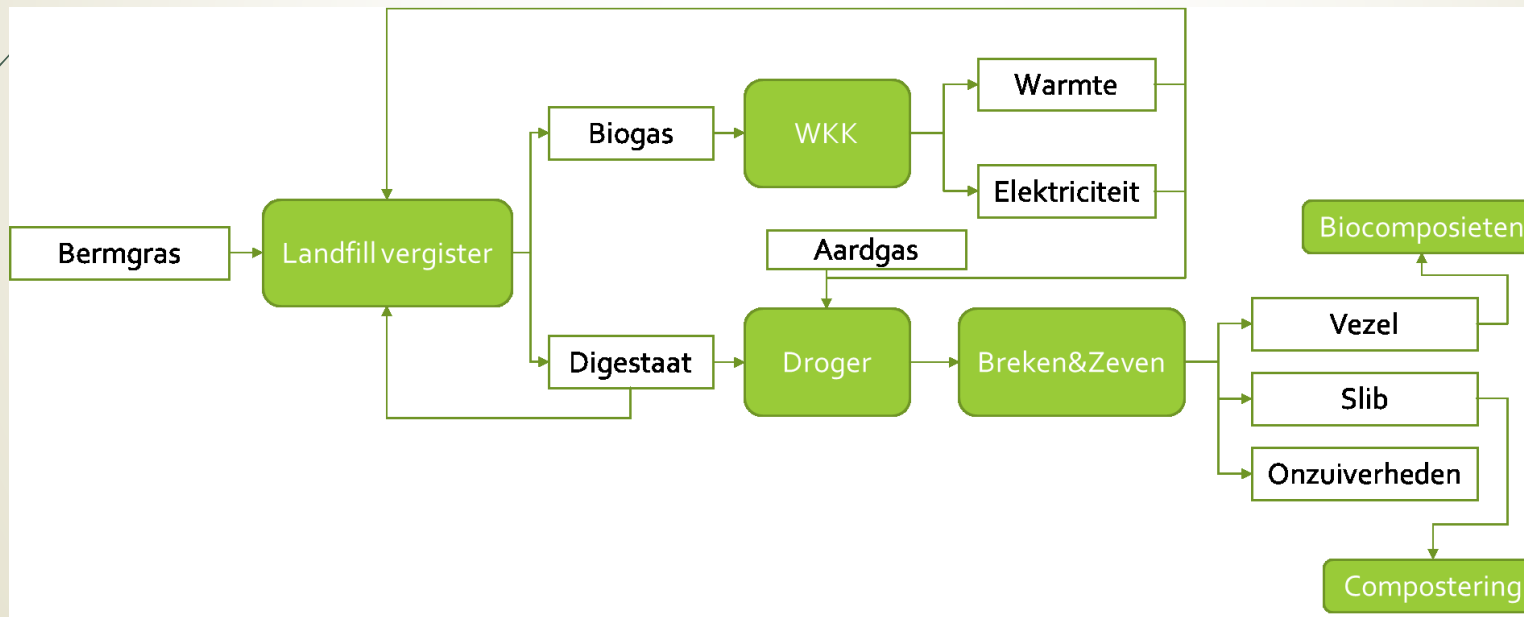 Warmte
Biogas
WKK
Elektriciteit
Biocomposieten
Bermgras
Landfill vergister
Aardgas
Vezel
Digestaat
Droger
Breken&Zeven
Slib
Onzuiverheden
Compostering